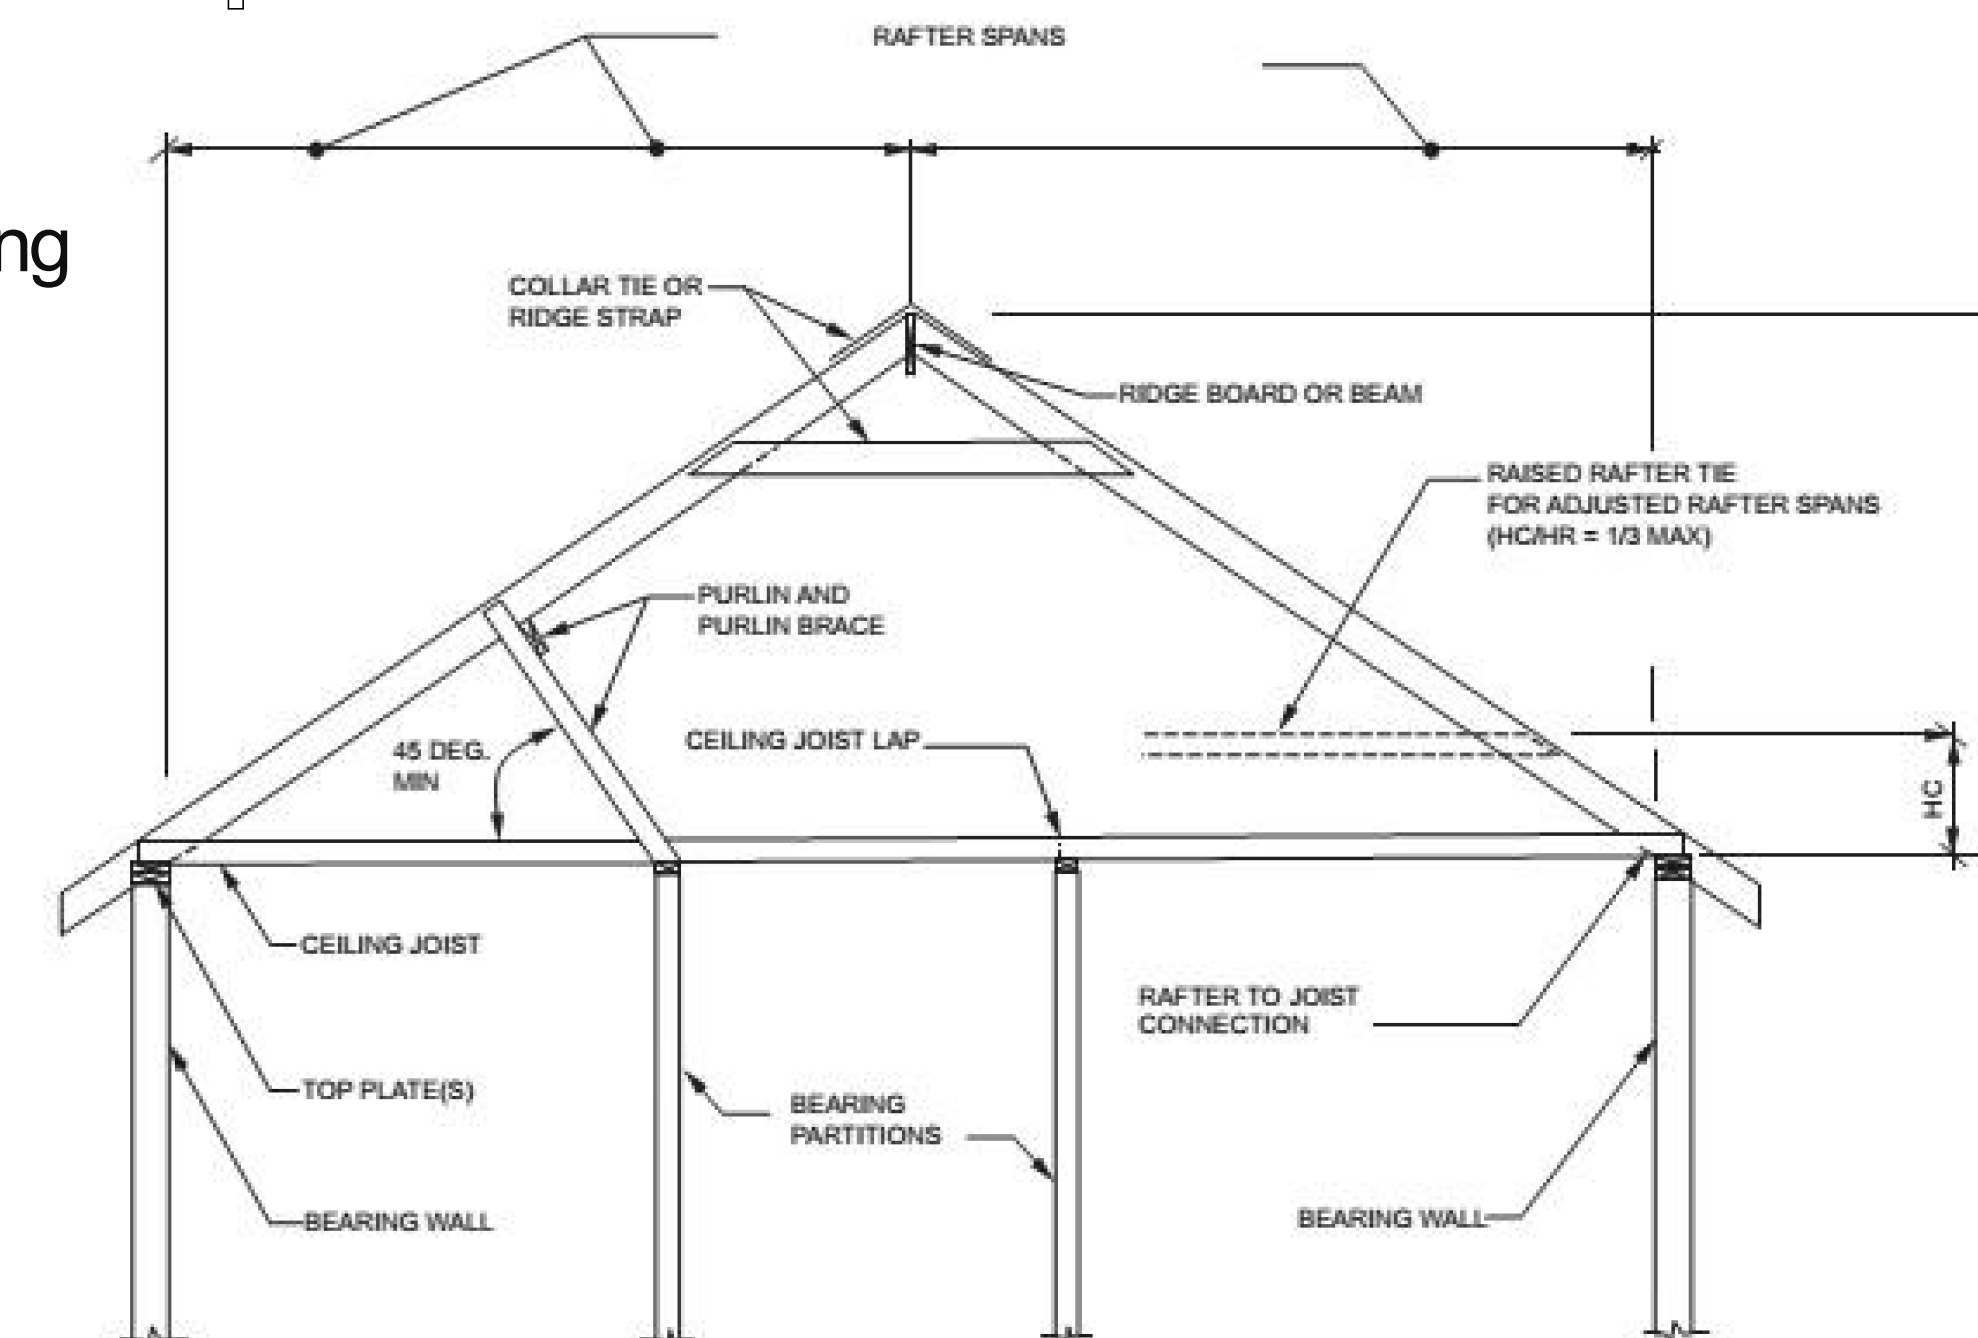 RAFTER SPANS
ng
COLLAR TIE OR
RIDGE STRAP
RIDGE BOARD OR BEAM
RAISED RAFTER TIE
FOR ADJUSTED RAFTER SPANS
(HC/HR = 1/3 MAX)
PURLIN AND
PURLIN BRACE
45 DEG.
MIN
CEILING JOIST LAP
HC
CEILING JOIST
RAFTER TO JOIST
CONNECTION
TOP PLATE(S)
BEARING
PARTITIONS
BEARING WALL
BEARING WALL